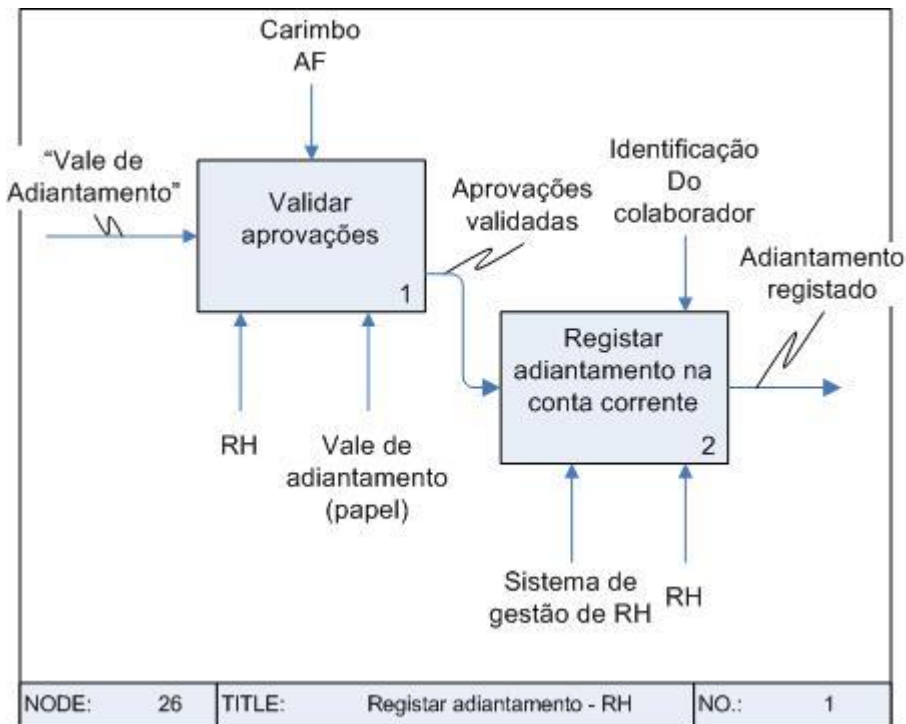 Carimbo
AF
“Vale de
Adiantamento”
Validar
aprovações
1
Aprovações
validadas
Identificação
Do
colaborador
Adiantamento
registado
RH
Vale de
adiantamento
(papel)
Registar
adiantamento na
conta corrente
2
Sistema de
gestão de RH
RH
NODE: 26 TITLE: Registar adiantamento - RH NO.: 1